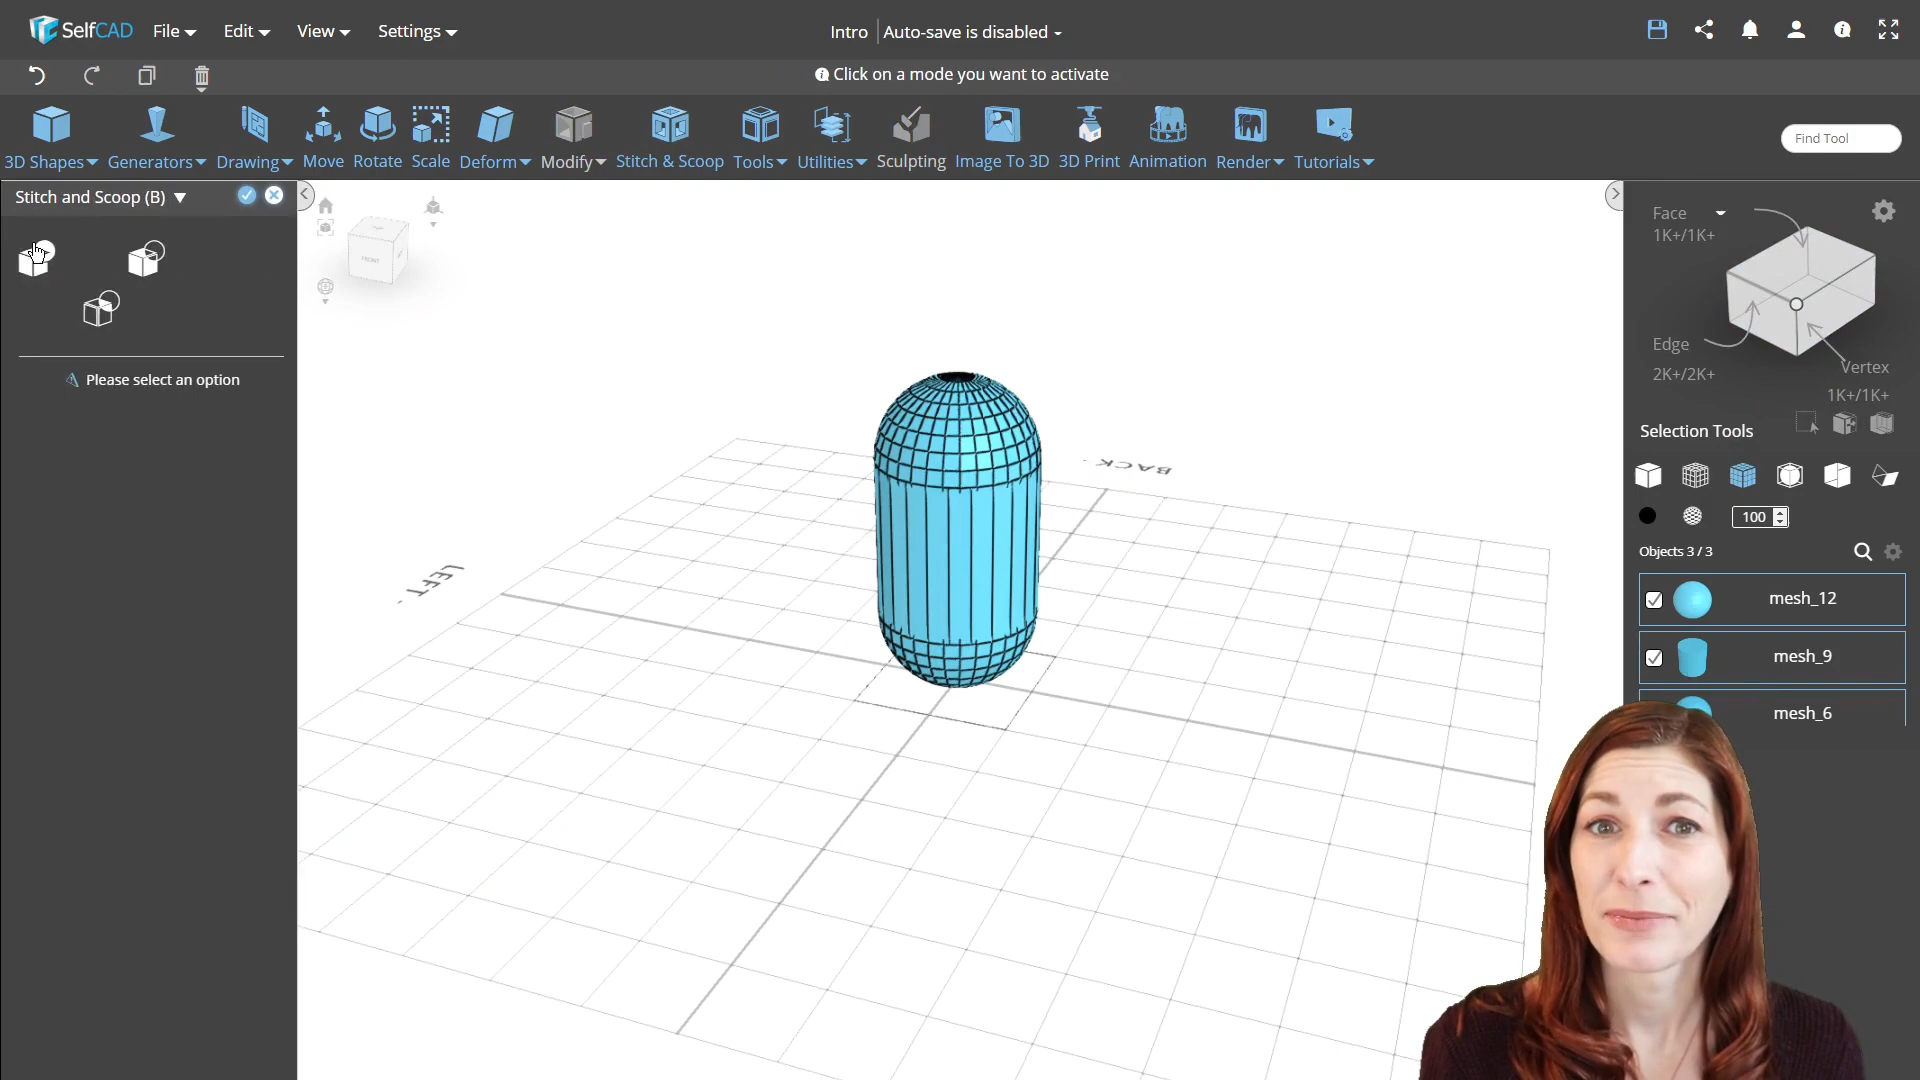 SelfCAD File Edit View Settings Intro Auto-save is disabled
Click on a mode you want to activate
3D Shapes Generators Drawing Move Rotate Scale Deform Modify Stitch & Scoop Tools Utilities Sculpting Image To 3D 3D Print Animation Render Tutorials Find Tool
Stitch and Scoop (B)
Please select an option
FRONT
BACK
LEFT
Face
1K+/1K+
Edge
2K+/2K+
Vertex
1K+/1K+
Selection Tools
100
Objects 3 / 3
mesh_12
mesh_9
mesh_6